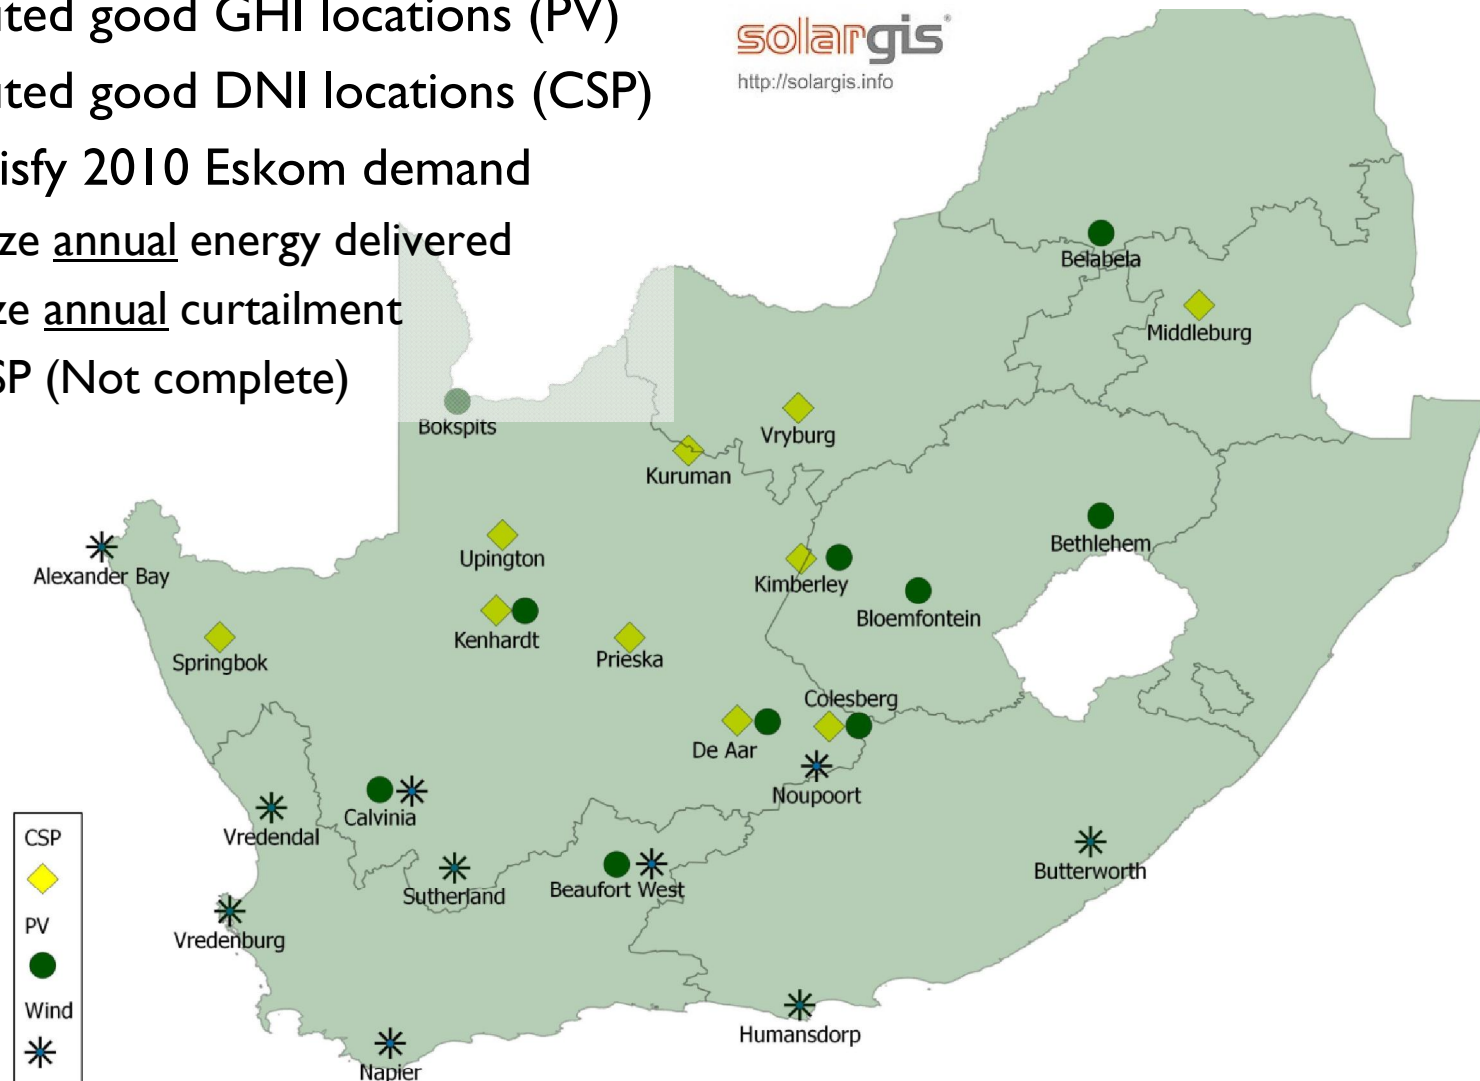 uted good GHI locations (PV)
uted good DNI locations (CSP)
isfy 2010 Eskom demand
ze annual energy delivered
ze annual curtailment
SP (Not complete)
solargis®
http://solargis.info
Belabela
Middleburg
Bokspits
Vryburg
Kuruman
Upington
Alexander Bay
Bethlehem
Kimberley
Bloemfontein
Kenhardt
Prieska
Springbok
Colesberg
De Aar
Noupoort
Calvinia
Vredendal
Sutherland
Beaufort West
Butterworth
Vredenburg
Humansdorp
Napier
CSP
PV
Wind